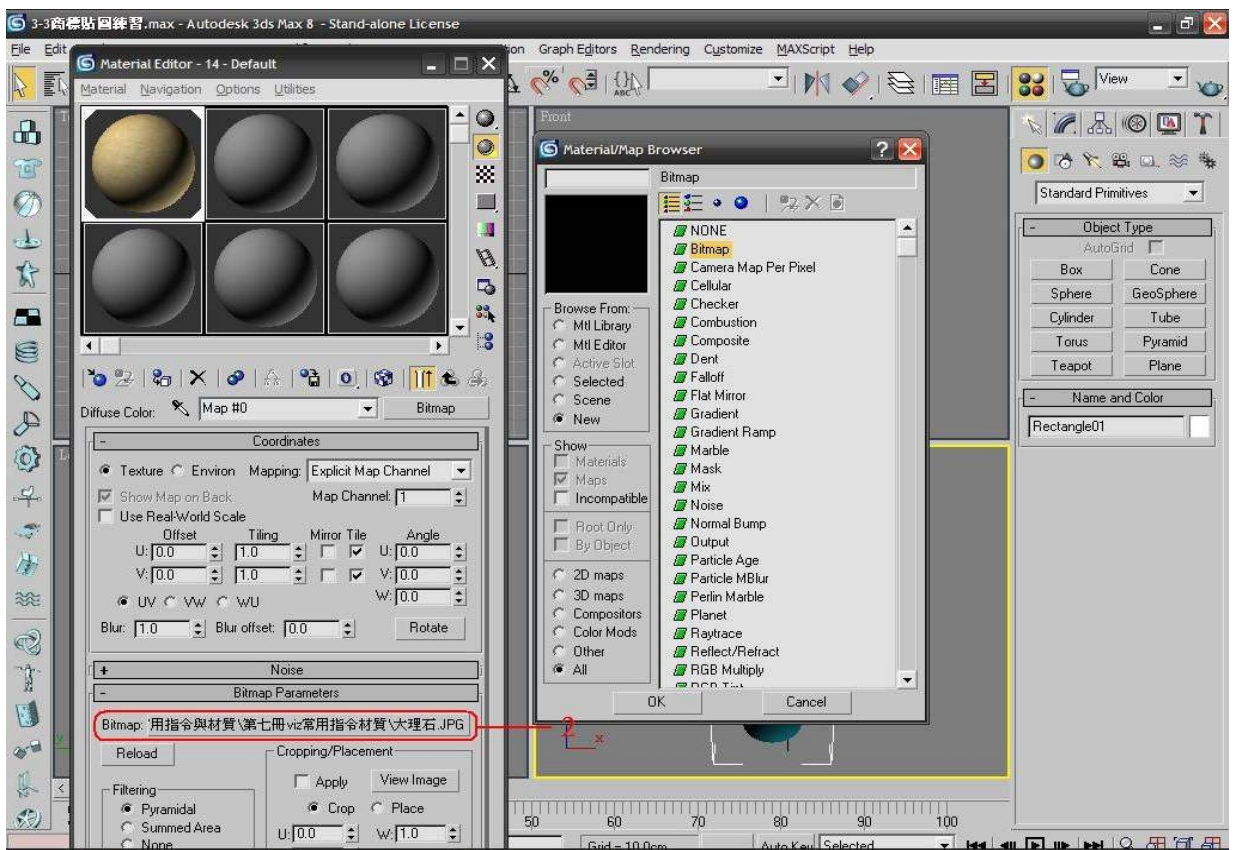 3-3商標貼圖練習.max - Autodesk 3ds Max 8 - Stand-alone License
File Edit Graph Editors Rendering Customize MAXScript Help
Material Editor - 14 - Default
Material Navigation Options Utilities
View
Front
Material/Map Browser
Bitmap
NONE
Bitmap
Camera Map Per Pixel
Cellular
Checker
Combustion
Composite
Dent
Falloff
Flat Mirror
Gradient
Gradient Ramp
Marble
Mask
Mix
Noise
Normal Bump
Output
Particle Age
Particle MBlur
Perlin Marble
Planet
Raytrace
Reflect/Refract
RGB Multiply
RGB Tint
Browse From:
Mtl Library
Mtl Editor
Active Slot
Selected
Scene
New
Show
Materials
Maps
Incompatible
Root Only
By Object
2D maps
3D maps
Compositors
Color Mods
Other
All
OK Cancel
Diffuse Color: Map #0 Bitmap
- Coordinates
Texture Environ Mapping: Explicit Map Channel
Show Map on Back Map Channel: 1
Use Real-World Scale
Offset Tiling Mirror Tile Angle
U: 0.0 1.0 U: 0.0
V: 0.0 1.0 V: 0.0
W: 0.0
UV VW WU
Blur: 1.0 Blur offset: 0.0 Rotate
+ Noise
- Bitmap Parameters
Bitmap: 用指令與材質\第七冊viz常用指令材質\大理石.JPG
2
Reload
Cropping/Placement
Apply View Image
Crop Place
U: 0.0 W: 1.0
Filtering
Pyramidal
Summed Area
None
Standard Primitives
- Object Type
AutoGrid
Box Cone
Sphere GeoSphere
Cylinder Tube
Torus Pyramid
Teapot Plane
- Name and Color
Rectangle01
y
x
50 60 70 80 90 100
Grid = 10.0cm Auto Key Selected